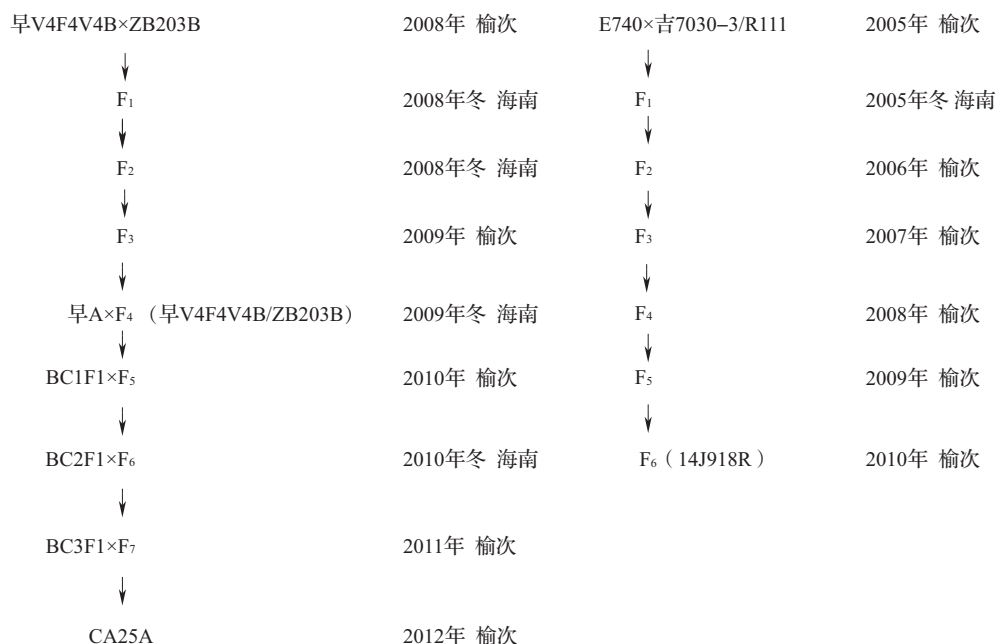 早V4F4V4B×ZB203B 2008年 榆次 E740×吉7030-3/R111 2005年 榆次
F1 2008年冬 海南 F1 2005年冬 海南
F2 2008年冬 海南 F2 2006年 榆次
F3 2009年 榆次 F3 2007年 榆次
早A×F4 （早V4F4V4B/ZB203B） 2009年冬 海南 F4 2008年 榆次
BC1F1×F5 2010年 榆次 F5 2009年 榆次
BC2F1×F6 2010年冬 海南 F6（14J918R） 2010年 榆次
BC3F1×F7 2011年 榆次
CA25A 2012年 榆次